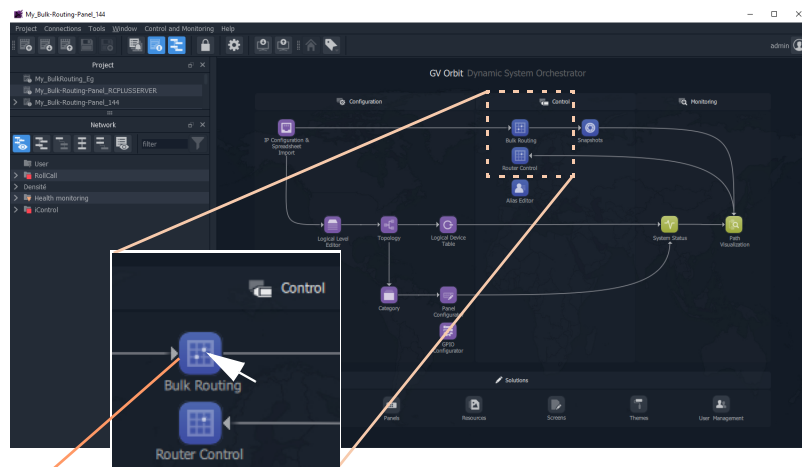 My_Bulk-Routing-Panel_144
Project Connections Tools Window Control and Monitoring Help
admin
Project
My_BulkRouting_Eg
My_Bulk-Routing-Panel_RCPLUSSERVER
My_Bulk-Routing-Panel_144
Network
filter
User
RollCall
Densité
Health monitoring
iControl
GV Orbit Dynamic System Orchestrator
Configuration
Control
Monitoring
IP Configuration &
Spreadsheet
Import
Bulk Routing
Snapshots
Router Control
Alias Editor
Logical Level
Editor
Topology
Logical Device
Table
System Status
Path
Visualization
Category
Panel
Configurator
GPIO
Configurator
Solutions
Panels
Resources
Screens
Themes
User Management
Control
Bulk Routing
Router Control